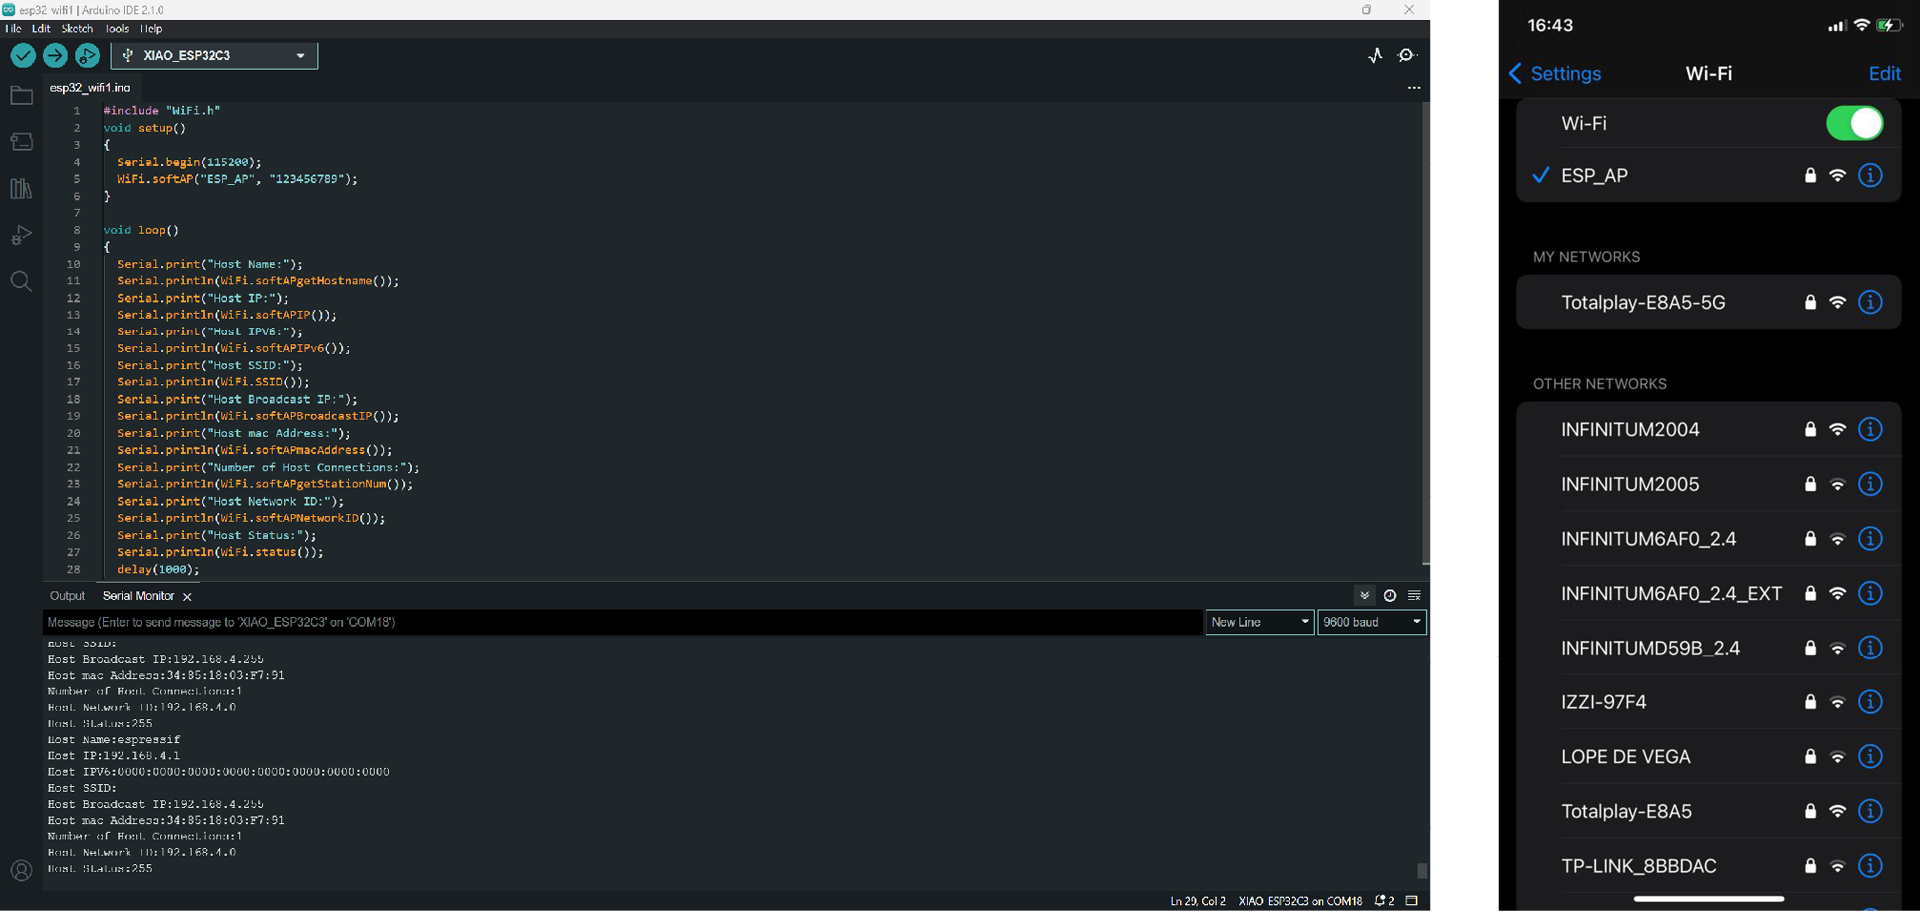 esp32_wifi1 | Arduino IDE 2.1.0
File Edit Sketch Tools Help
XIAO_ESP32C3
esp32_wifi1.ino
1 #include "WiFi.h"
2 void setup()
3 {
4 Serial.begin(115200);
5 WiFi.softAP("ESP_AP", "123456789");
6 }
7
8 void loop()
9 {
10 Serial.print("Host Name:");
11 Serial.println(WiFi.softAPgetHostname());
12 Serial.print("Host IP:");
13 Serial.println(WiFi.softAPIP());
14 Serial.print("Host IPV6:");
15 Serial.println(WiFi.softAPIPv6());
16 Serial.print("Host SSID:");
17 Serial.println(WiFi.SSID());
18 Serial.print("Host Broadcast IP:");
19 Serial.println(WiFi.softAPBroadcastIP());
20 Serial.print("Host mac Address:");
21 Serial.println(WiFi.softAPmacAddress());
22 Serial.print("Number of Host Connections:");
23 Serial.println(WiFi.softAPgetStationNum());
24 Serial.print("Host Network ID:");
25 Serial.println(WiFi.softAPNetworkID());
26 Serial.print("Host Status:");
27 Serial.println(WiFi.status());
28 delay(1000);
Output Serial Monitor
Message (Enter to send message to 'XIAO_ESP32C3' on 'COM18')
New Line 9600 baud
Host SSID:
Host Broadcast IP:192.168.4.255
Host mac Address:34:85:18:03:F7:91
Number of Host Connections:1
Host Network ID:192.168.4.0
Host Status:255
Host Name:espressif
Host IP:192.168.4.1
Host IPV6:0000:0000:0000:0000:0000:0000:0000:0000
Host SSID:
Host Broadcast IP:192.168.4.255
Host mac Address:34:85:18:03:F7:91
Number of Host Connections:1
Host Network ID:192.168.4.0
Host Status:255
Ln 29, Col 2 XIAO_ESP32C3 on COM18 2
16:43
Settings Wi-Fi Edit
Wi-Fi
ESP_AP
MY NETWORKS
Totalplay-E8A5-5G
OTHER NETWORKS
INFINITUM2004
INFINITUM2005
INFINITUM6AF0_2.4
INFINITUM6AF0_2.4_EXT
INFINITUMD59B_2.4
IZZI-97F4
LOPE DE VEGA
Totalplay-E8A5
TP-LINK_8BBDAC